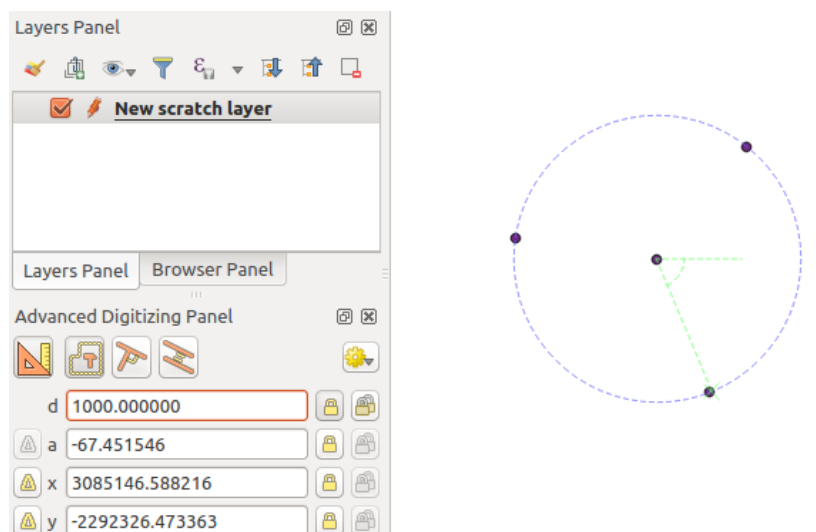 Layers Panel
New scratch layer
Layers Panel Browser Panel
Advanced Digitizing Panel
d 1000.000000
a -67.451546
x 3085146.588216
y -2292326.473363